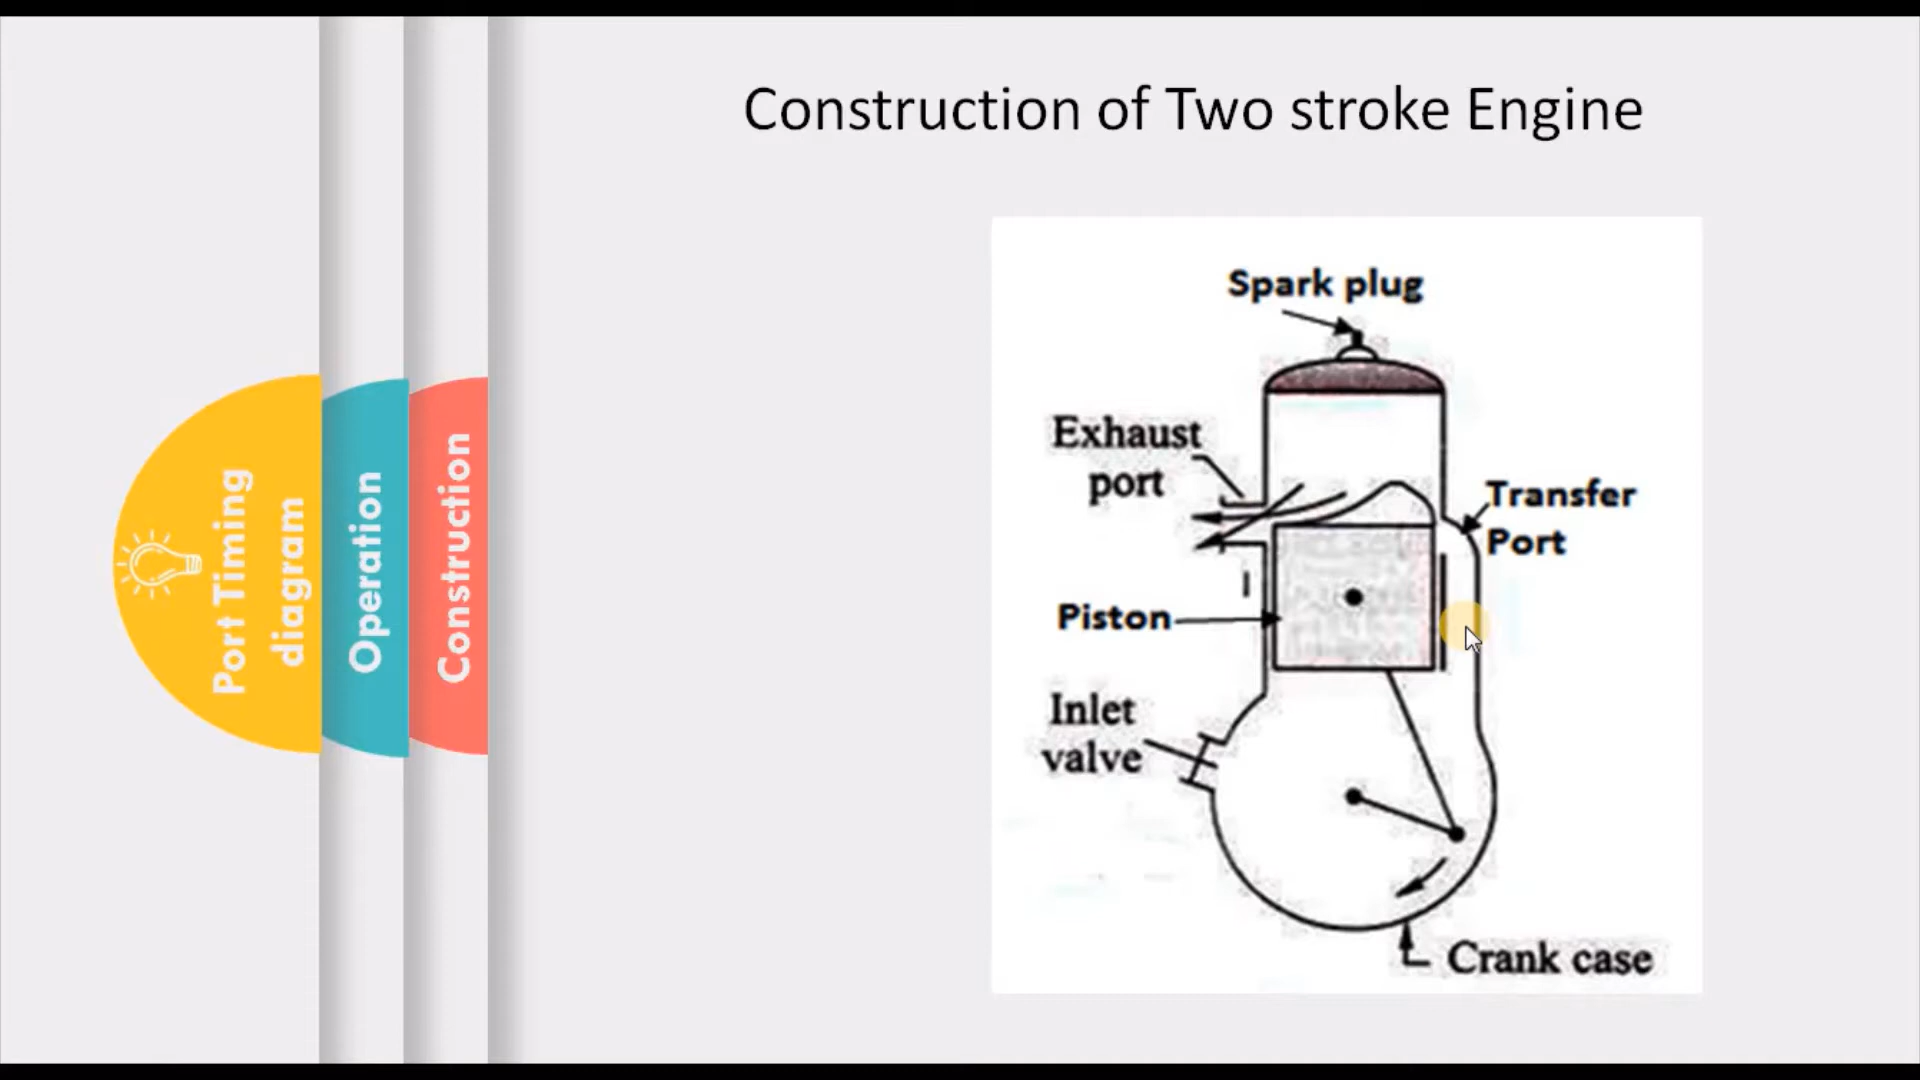 Construction of Two stroke Engine
Port Timing
diagram
Operation
Construction
Spark plug
Exhaust
port
Transfer
Port
Piston
Inlet
valve
Crank case